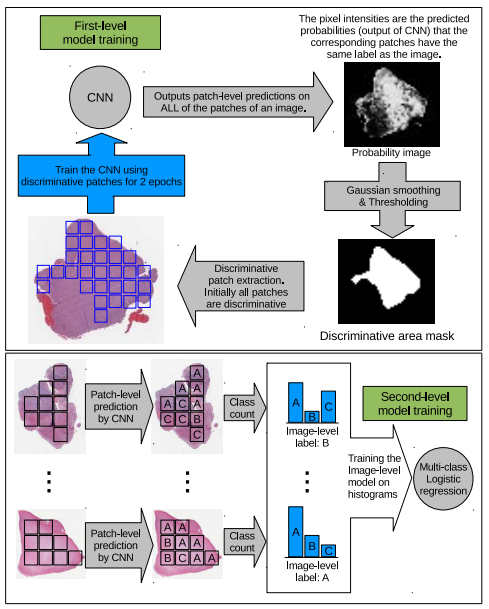 First-level
model training
The pixel intensities are the predicted
probabilities (output of CNN) that the
corresponding patches have the
same label as the image.
CNN
Outputs patch-level predictions on
ALL of the patches of an image.
Probability image
Train the CNN using
discriminative patches for 2 epochs
Gaussian smoothing
& Thresholding
Discriminative
patch extraction.
Initially all patches
are discriminative
Discriminative area mask
Patch-level
prediction
by CNN
A
A
A C A
C C B
C
Class
count
A B C
Image-level
label: B
Second-level
model training
Training the
Image-level
model on
histograms
Multi-class
Logistic
regression
Patch-level
prediction
by CNN
A A
B A A
B C A A
Class
count
A B C
Image-level
label: A